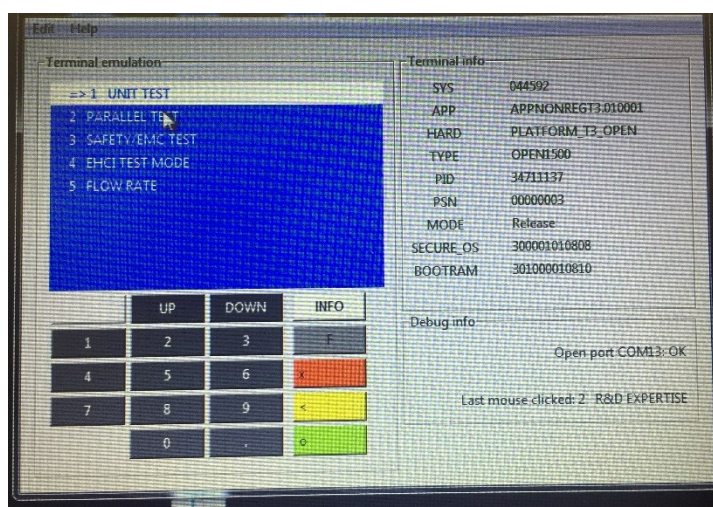 Edit Help
Terminal emulation
=> 1 UNIT TEST
2 PARALLEL TEST
3 SAFETY/EMC TEST
4 EHCI TEST MODE
5 FLOW RATE
UP DOWN INFO
1 2 3 F
4 5 6 x
7 8 9 <
0 . o
Terminal info
SYS 044592
APP APPNONREGT3.010001
HARD PLATFORM_T3_OPEN
TYPE OPEN1500
PID 34711137
PSN 00000003
MODE Release
SECURE_OS 300001010808
BOOTRAM 301000010810
Debug info
Open port COM13: OK
Last mouse clicked: 2 R&D EXPERTISE